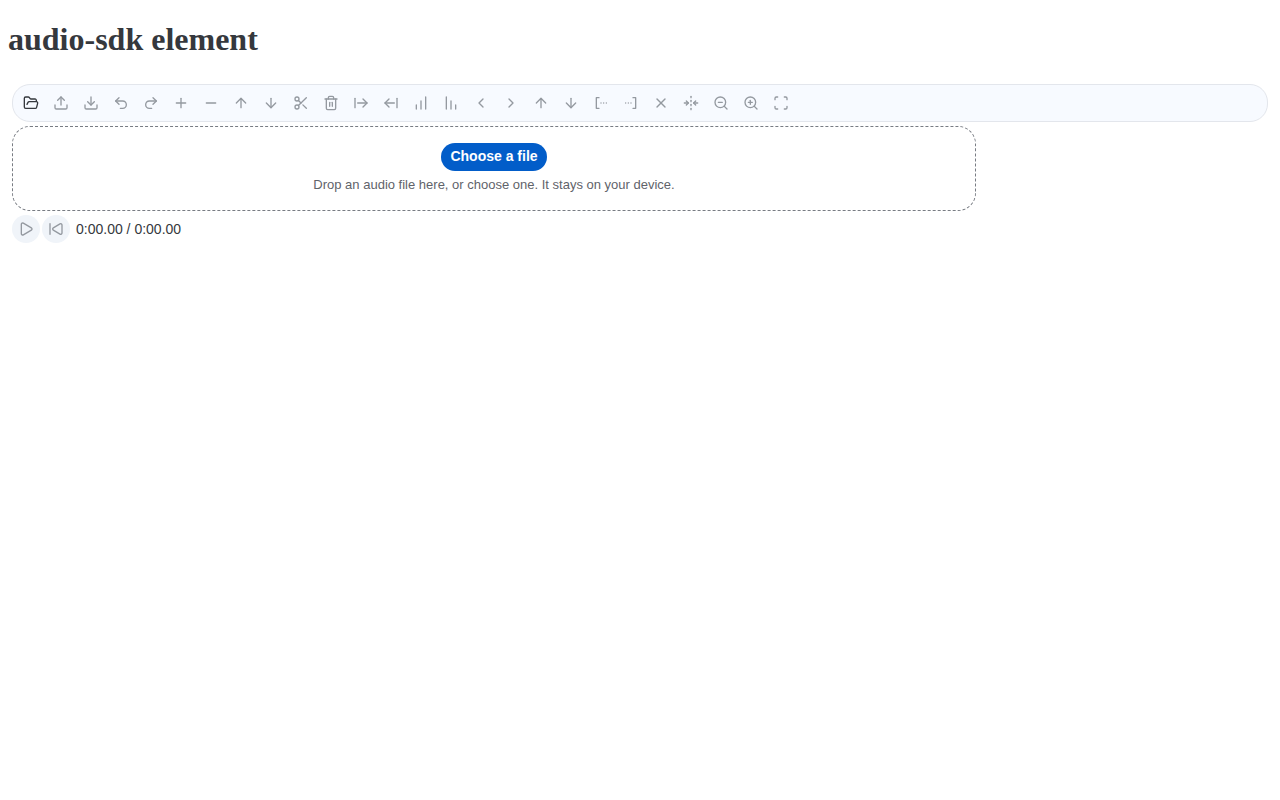 audio-sdk element
Choose a file
Drop an audio file here, or choose one. It stays on your device.
0:00.00 / 0:00.00